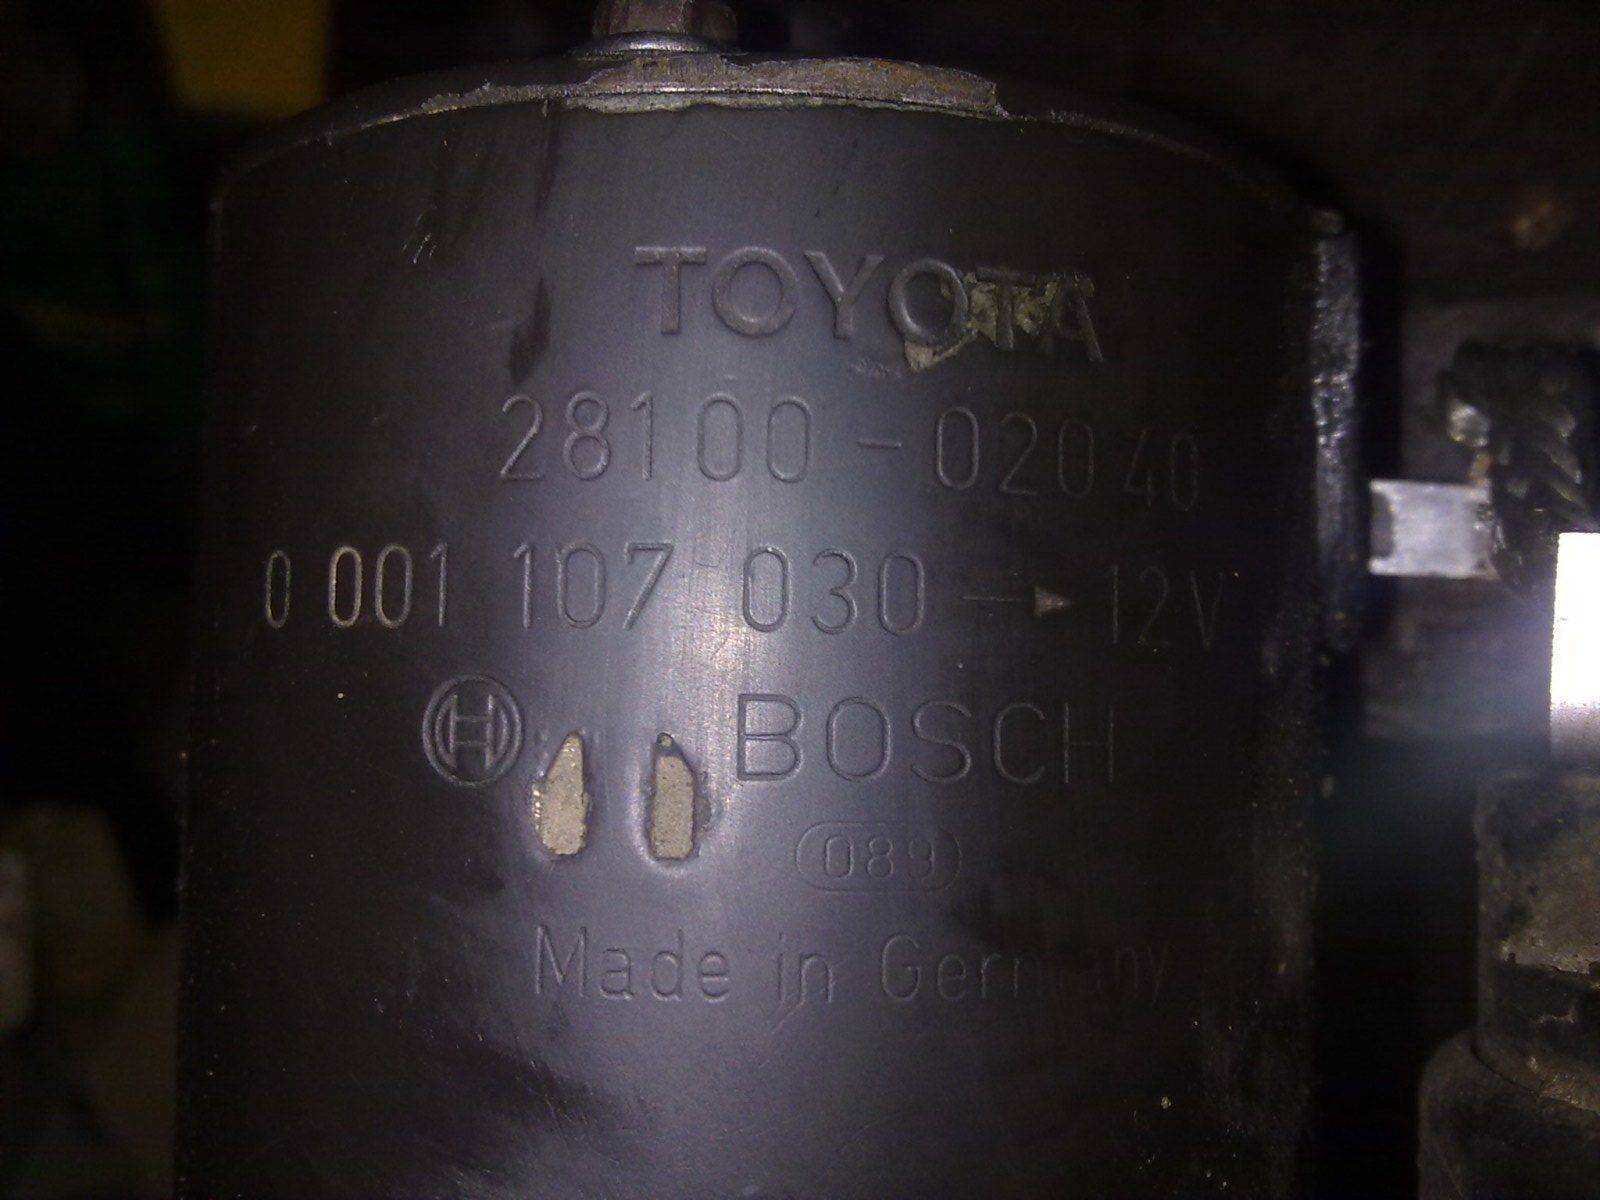 TOYOTA
28100-02040
0 001 107 030 → 12V
BOSCH
089
Made in Germany